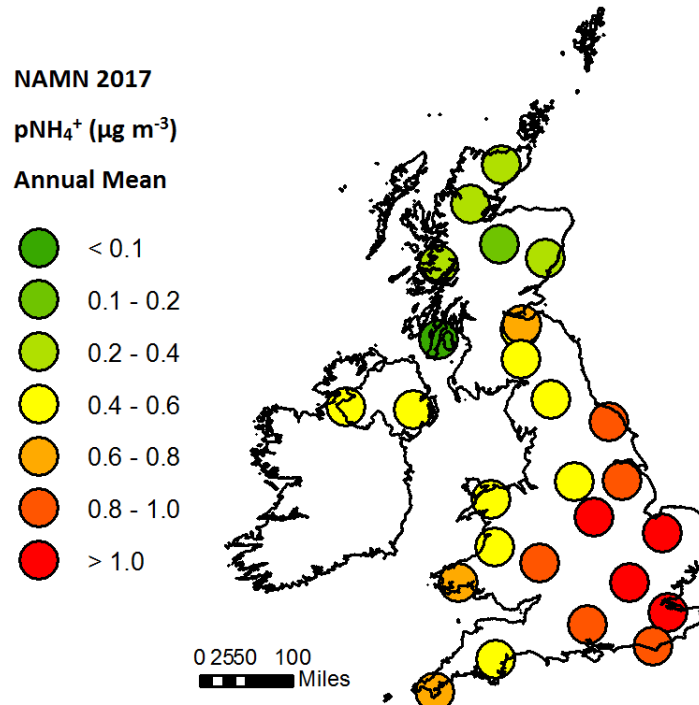 NAMN 2017
pNH₄⁺ (µg m⁻³)
Annual Mean
< 0.1
0.1 - 0.2
0.2 - 0.4
0.4 - 0.6
0.6 - 0.8
0.8 - 1.0
> 1.0
0 2550 100
Miles